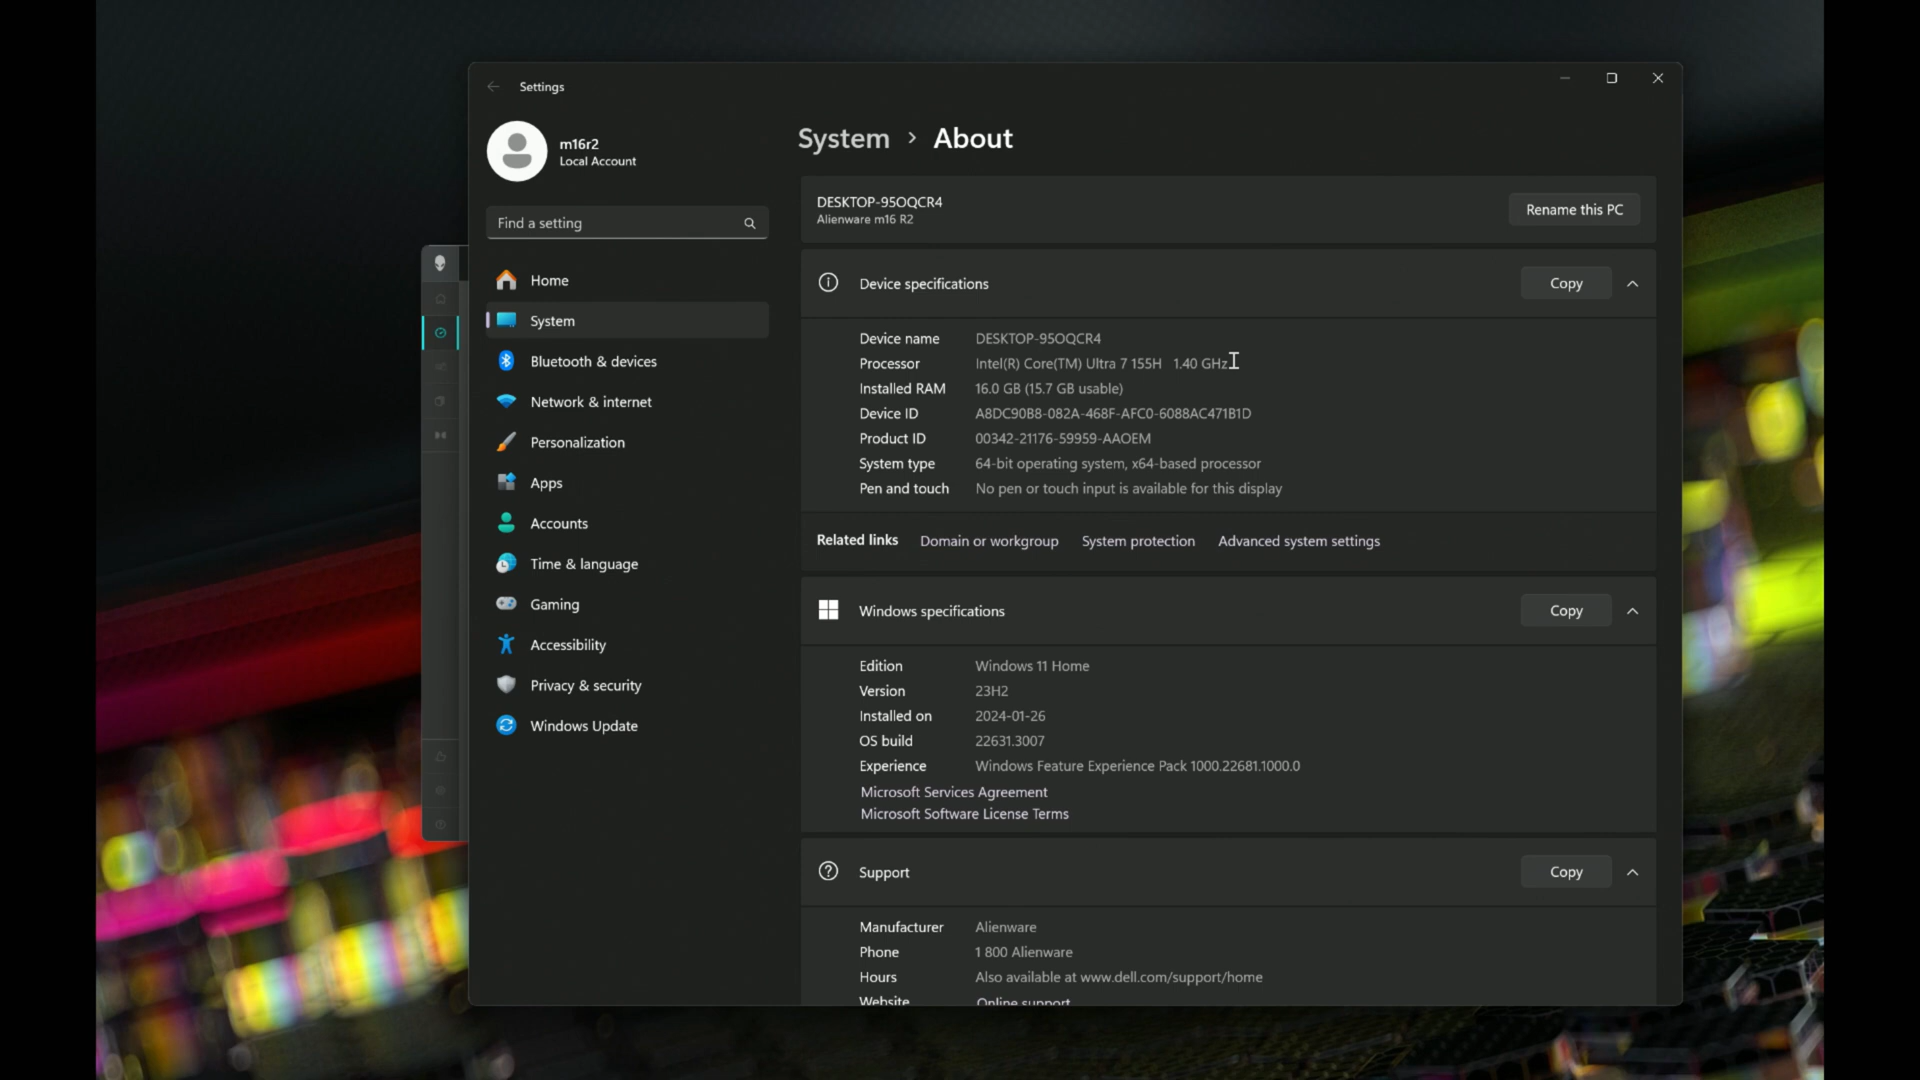 Settings
m16r2
Local Account
Find a setting
Home
System
Bluetooth & devices
Network & internet
Personalization
Apps
Accounts
Time & language
Gaming
Accessibility
Privacy & security
Windows Update
System > About
DESKTOP-95OQCR4
Alienware m16 R2
Rename this PC
Device specifications
Copy
Device name DESKTOP-95OQCR4
Processor Intel(R) Core(TM) Ultra 7 155H 1.40 GHz
Installed RAM 16.0 GB (15.7 GB usable)
Device ID A8DC90B8-082A-468F-AFC0-6088AC471B1D
Product ID 00342-21176-59959-AAOEM
System type 64-bit operating system, x64-based processor
Pen and touch No pen or touch input is available for this display
Related links Domain or workgroup System protection Advanced system settings
Windows specifications
Copy
Edition Windows 11 Home
Version 23H2
Installed on 2024-01-26
OS build 22631.3007
Experience Windows Feature Experience Pack 1000.22681.1000.0
Microsoft Services Agreement
Microsoft Software License Terms
Support
Copy
Manufacturer Alienware
Phone 1 800 Alienware
Hours Also available at www.dell.com/support/home
Website Online support